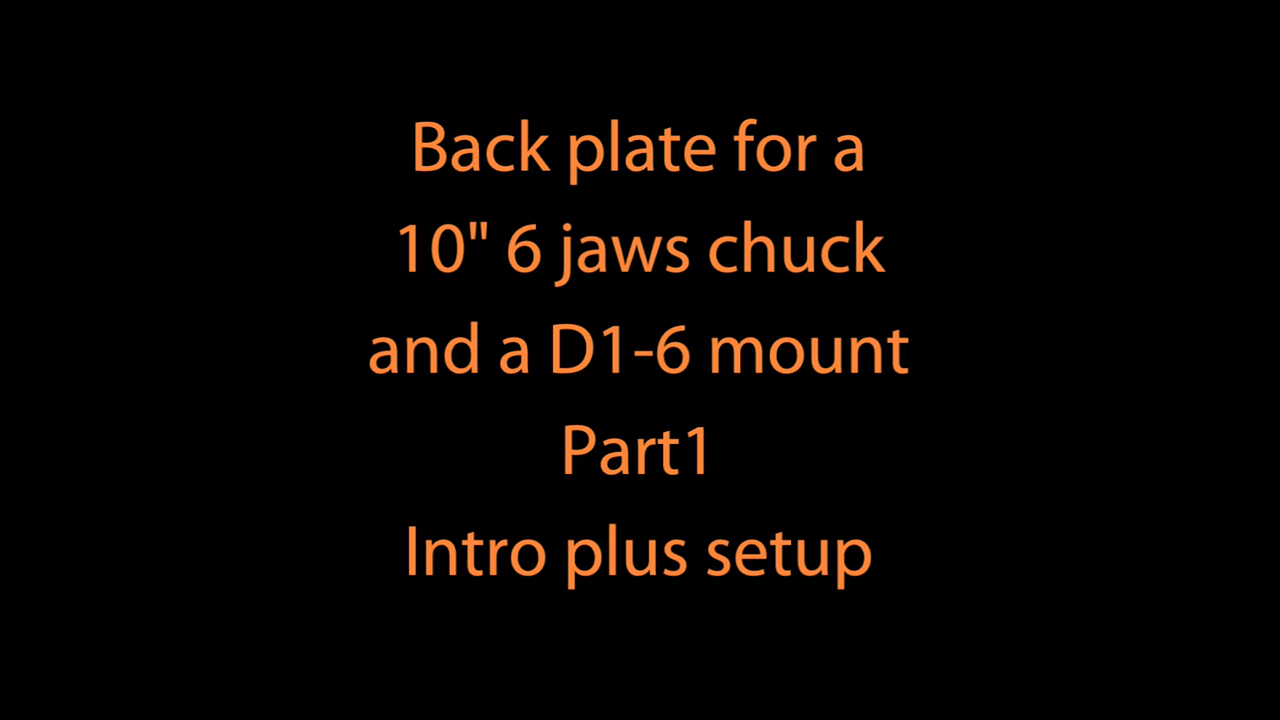 Back plate for a
10" 6 jaws chuck
and a D1-6 mount
Part1
Intro plus setup